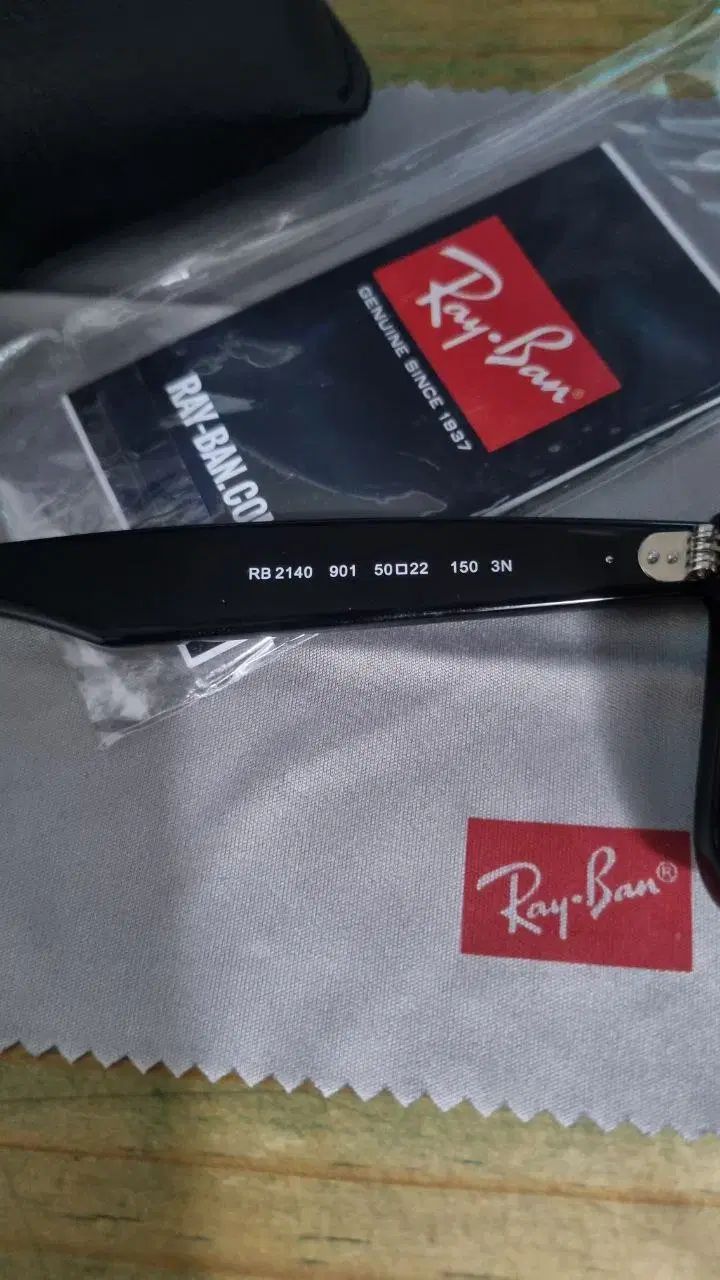 Ray·Ban®
GENUINE SINCE 1937
RAY-BAN.CO
RB 2140 901 50□22 150 3N
Ray·Ban®